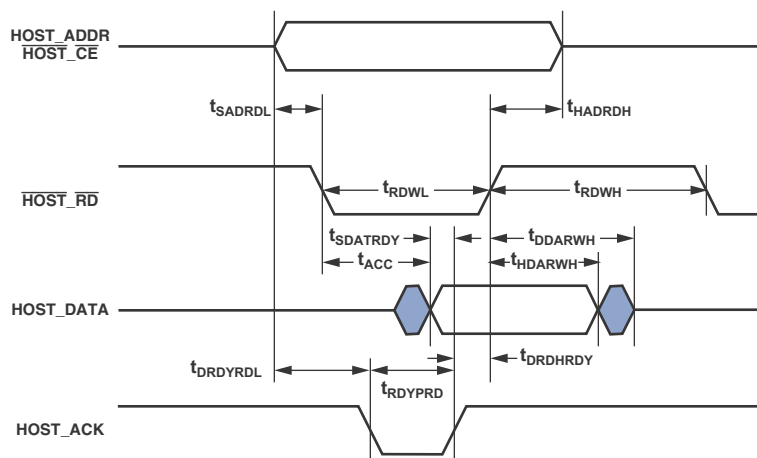 HOST_ADDR
HOST_CE
tSADRDL
tHADRDH
HOST_RD
tRDWL
tRDWH
tSDATRDY
tDDARWH
tACC
tHDARWH
HOST_DATA
tDRDYRDL
tRDYPRD
tDRDHRDY
HOST_ACK